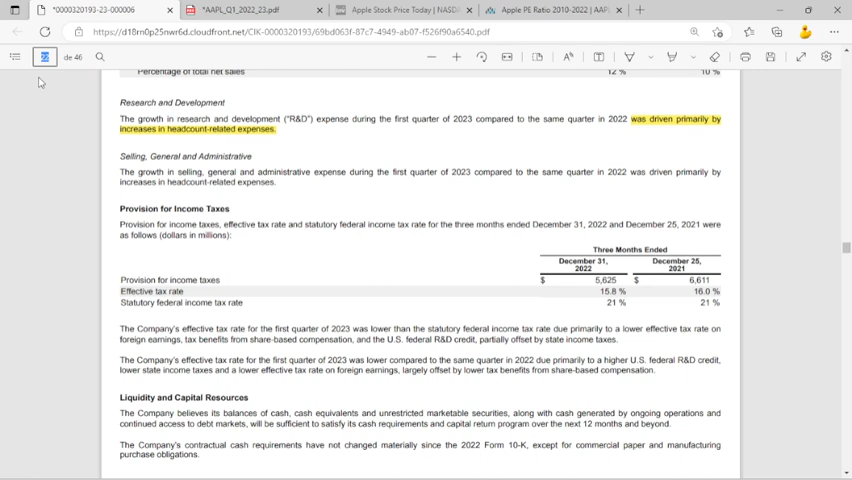 *0000320193-23-000006
*AAPL_Q1_2022_23.pdf
Apple Stock Price Today | NASD
Apple PE Ratio 2010-2022 | AAP
https://d18rn0p25nwr6d.cloudfront.net/CIK-0000320193/69bd063f-87c7-4949-ab07-f526f90a6540.pdf
22 de 46
Percentage of total net sales 12 % 10 %
Research and Development
The growth in research and development ("R&D") expense during the first quarter of 2023 compared to the same quarter in 2022 was driven primarily by
increases in headcount-related expenses.
Selling, General and Administrative
The growth in selling, general and administrative expense during the first quarter of 2023 compared to the same quarter in 2022 was driven primarily by
increases in headcount-related expenses.
Provision for Income Taxes
Provision for income taxes, effective tax rate and statutory federal income tax rate for the three months ended December 31, 2022 and December 25, 2021 were
as follows (dollars in millions):
Three Months Ended
December 31, December 25,
2022 2021
Provision for income taxes $ 5,625 $ 6,611
Effective tax rate 15.8 % 16.0 %
Statutory federal income tax rate 21 % 21 %
The Company's effective tax rate for the first quarter of 2023 was lower than the statutory federal income tax rate due primarily to a lower effective tax rate on
foreign earnings, tax benefits from share-based compensation, and the U.S. federal R&D credit, partially offset by state income taxes.
The Company's effective tax rate for the first quarter of 2023 was lower compared to the same quarter in 2022 due primarily to a higher U.S. federal R&D credit,
lower state income taxes and a lower effective tax rate on foreign earnings, largely offset by lower tax benefits from share-based compensation.
Liquidity and Capital Resources
The Company believes its balances of cash, cash equivalents and unrestricted marketable securities, along with cash generated by ongoing operations and
continued access to debt markets, will be sufficient to satisfy its cash requirements and capital return program over the next 12 months and beyond.
The Company's contractual cash requirements have not changed materially since the 2022 Form 10-K, except for commercial paper and manufacturing
purchase obligations.